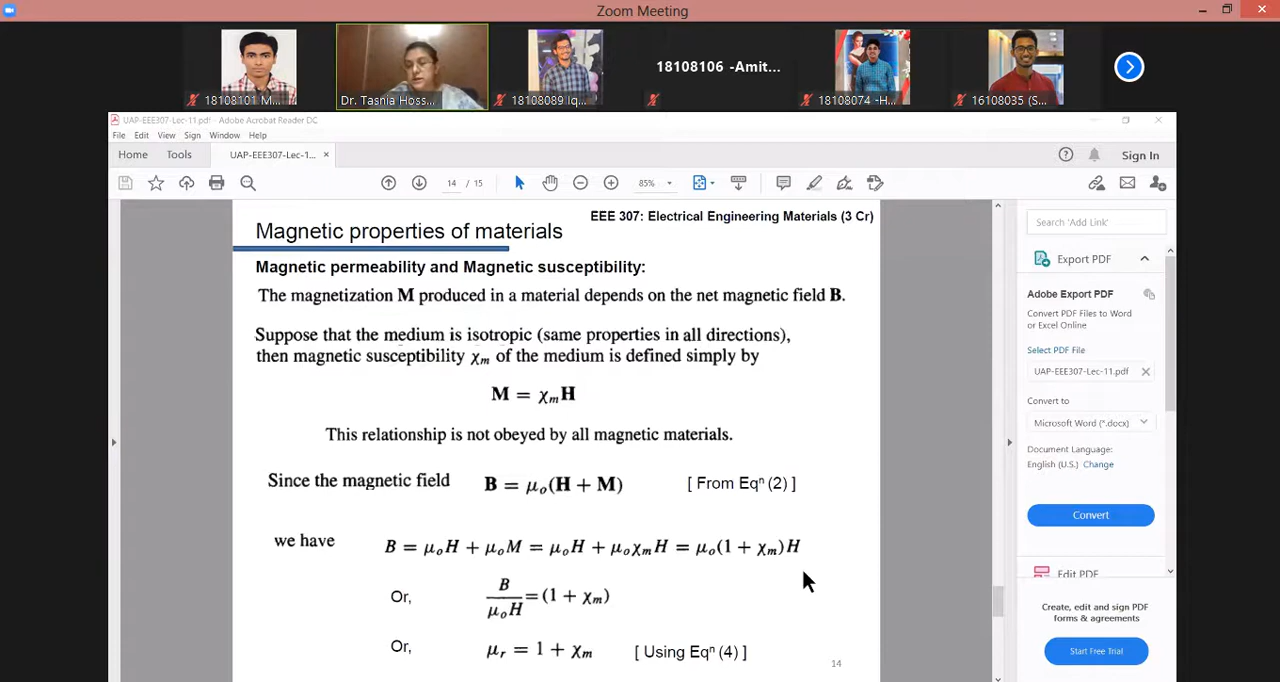 Zoom Meeting
18108101 M...
Dr. Tasnia Hoss...
18108089 Iq...
18108106 -Amit...
18108074 -H...
16108035 (S...
UAP-EEE307-Lec-11.pdf - Adobe Acrobat Reader DC
File Edit View Sign Window Help
Home Tools UAP-EEE307-Lec-1... × Sign In
14 / 15 85%
EEE 307: Electrical Engineering Materials (3 Cr)
Magnetic properties of materials
Magnetic permeability and Magnetic susceptibility:
The magnetization M produced in a material depends on the net magnetic field B.
Suppose that the medium is isotropic (same properties in all directions),
then magnetic susceptibility χm of the medium is defined simply by
M = χmH
This relationship is not obeyed by all magnetic materials.
Since the magnetic field B = μo(H + M) [ From Eqⁿ (2) ]
we have B = μoH + μoM = μoH + μoχmH = μo(1 + χm)H
Or, B/μoH = (1 + χm)
Or, μr = 1 + χm [ Using Eqⁿ (4) ]
14
Search 'Add Link'
Export PDF
Adobe Export PDF
Convert PDF Files to Word
or Excel Online
Select PDF File
UAP-EEE307-Lec-11.pdf ×
Convert to
Microsoft Word (*.docx)
Document Language:
English (U.S.) Change
Convert
Edit PDF
Create, edit and sign PDF
forms & agreements
Start Free Trial